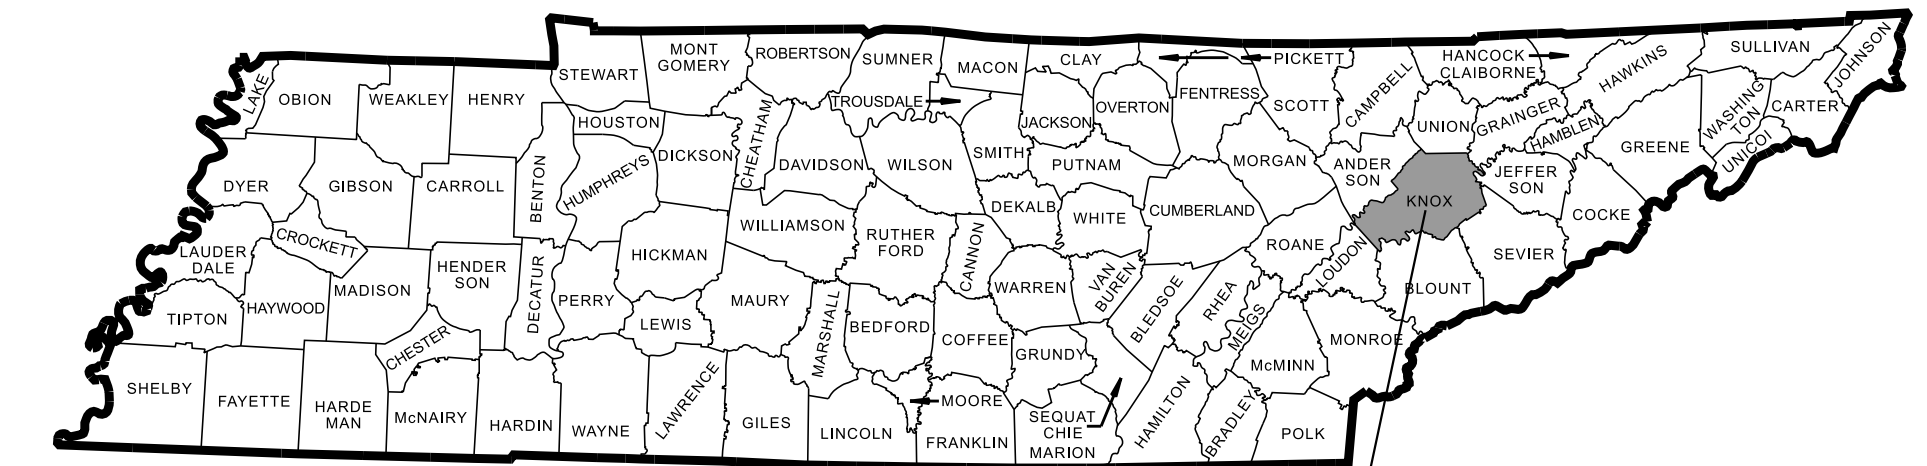 MONT
GOMERY
ROBERTSON
SUMNER
MACON
CLAY
PICKETT
HANCOCK
CLAIBORNE
HAWKINS
SULLIVAN
JOHNSON
LAKE
OBION
WEAKLEY
HENRY
STEWART
TROUSDALE
OVERTON
FENTRESS
SCOTT
CAMPBELL
UNION
GRAINGER
HAMBLEN
GREENE
WASHING
TON
CARTER
UNICOI
HOUSTON
CHEATHAM
JACKSON
DYER
GIBSON
CARROLL
BENTON
HUMPHREYS
DICKSON
DAVIDSON
WILSON
SMITH
PUTNAM
MORGAN
ANDER
SON
JEFFER
SON
KNOX
COCKE
CROCKETT
WILLIAMSON
RUTHER
FORD
CANNON
DEKALB
WHITE
CUMBERLAND
ROANE
LOUDON
SEVIER
LAUDER
DALE
HAYWOOD
MADISON
HENDER
SON
DECATUR
PERRY
HICKMAN
MAURY
MARSHALL
WARREN
VAN
BUREN
BLEDSOE
RHEA
MEIGS
BLOUNT
TIPTON
CHESTER
LEWIS
BEDFORD
COFFEE
GRUNDY
McMINN
MONROE
SHELBY
FAYETTE
HARDE
MAN
McNAIRY
HARDIN
WAYNE
LAWRENCE
GILES
LINCOLN
MOORE
FRANKLIN
SEQUAT
CHIE
MARION
HAMILTON
BRADLEY
POLK